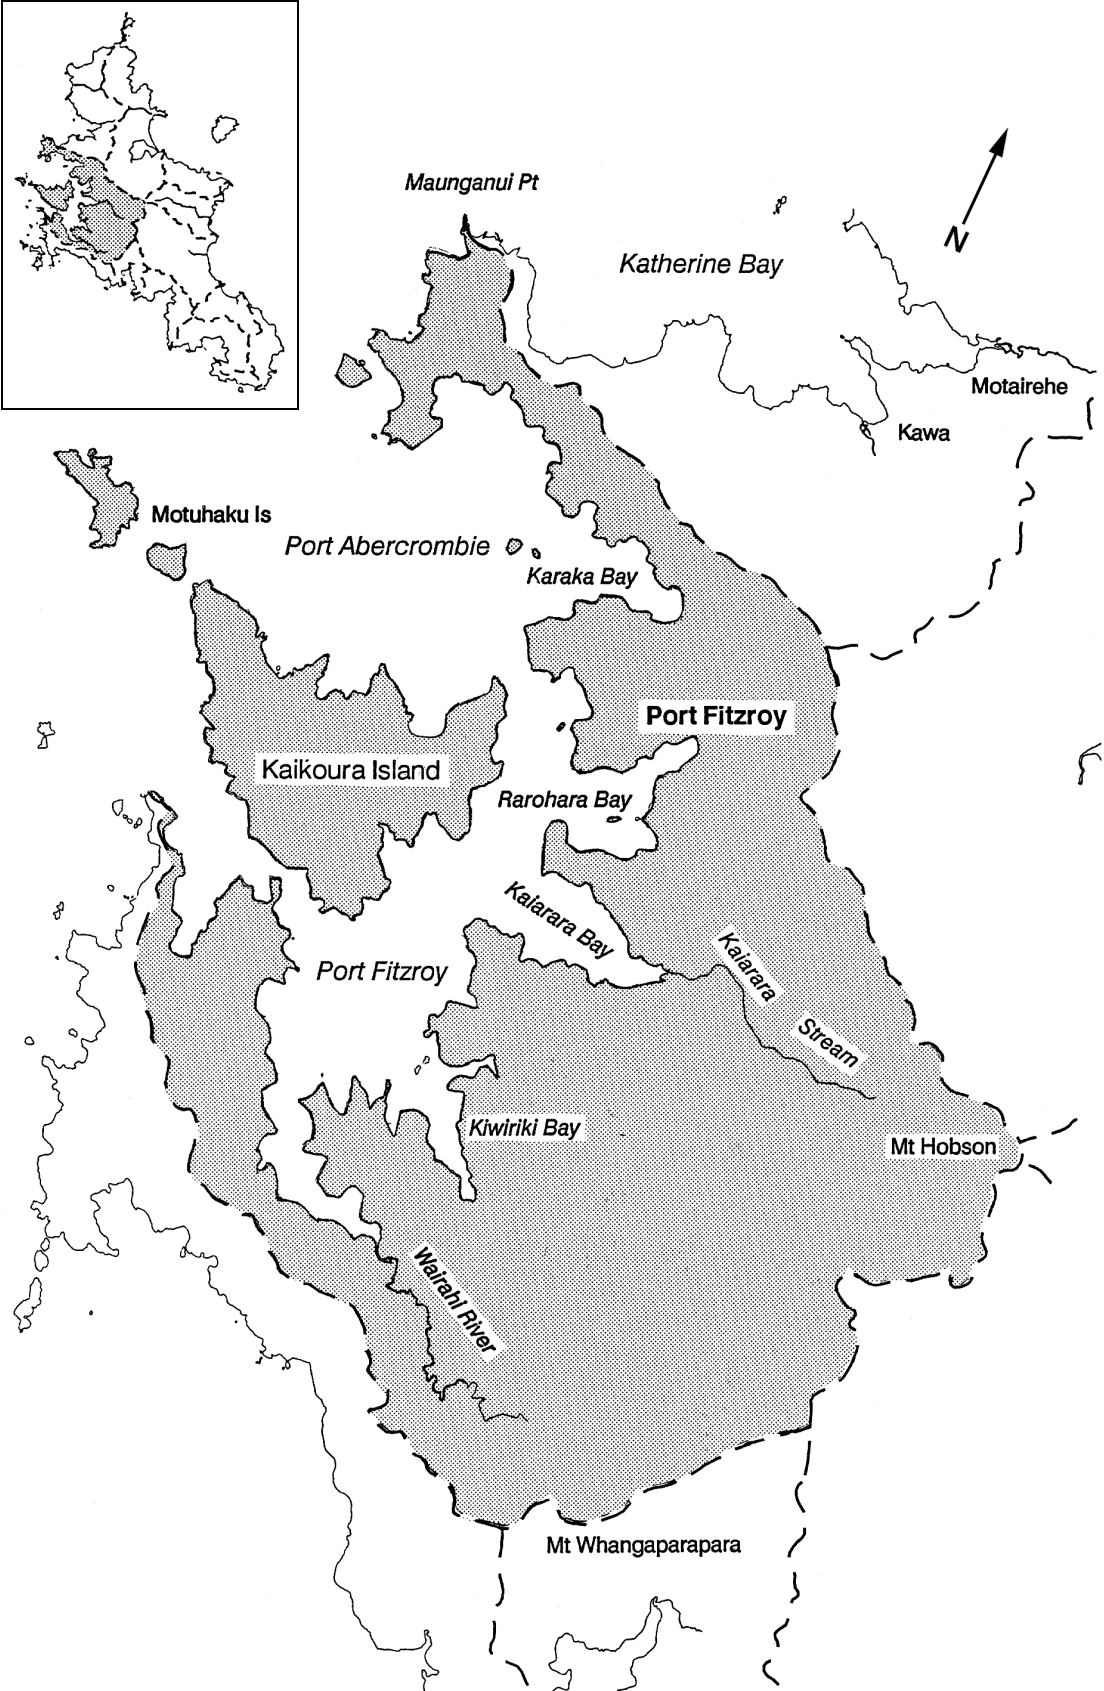 Maunganui Pt
Katherine Bay
N
Motairehe
Kawa
Motuhaku Is
Port Abercrombie
Karaka Bay
Port Fitzroy
Kaikoura Island
Rarohara Bay
Kaiarara Bay
Kaiarara
Stream
Port Fitzroy
Kiwiriki Bay
Mt Hobson
Wairahi River
Mt Whangaparapara